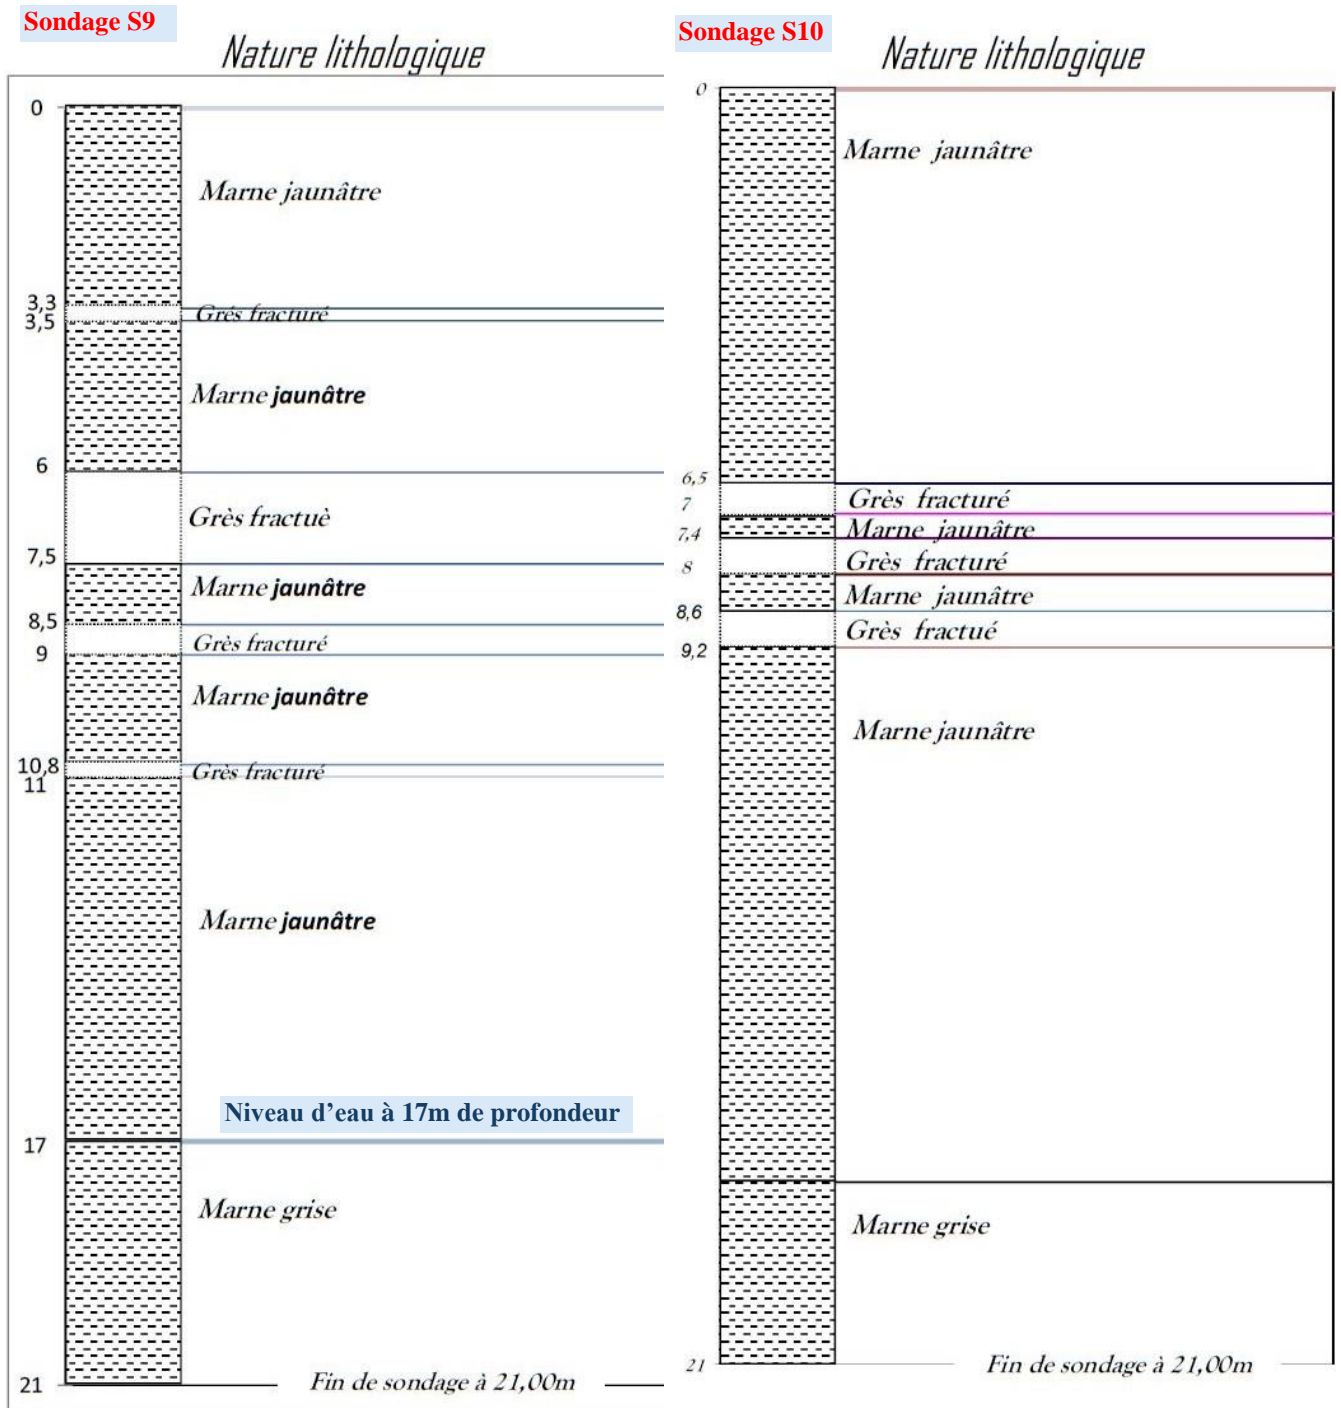 Sondage S9
Nature lithologique
0
Marne jaunâtre
3,3
Grés fracturé
3,5
Marne jaunâtre
6
Grès fractuè
7,5
Marne jaunâtre
8,5
Grès fracturé
9
Marne jaunâtre
10,8
Grès fracturé
11
Marne jaunâtre
Niveau d'eau à 17m de profondeur
17
Marne grise
21
Fin de sondage à 21,00m
Sondage S10
Nature lithologique
0
Marne jaunâtre
6,5
Grès fracturé
7
Marne jaunâtre
7,4
Grès fracturé
8
Marne jaunâtre
8,6
Grès fractué
9,2
Marne jaunâtre
Marne grise
21
Fin de sondage à 21,00m